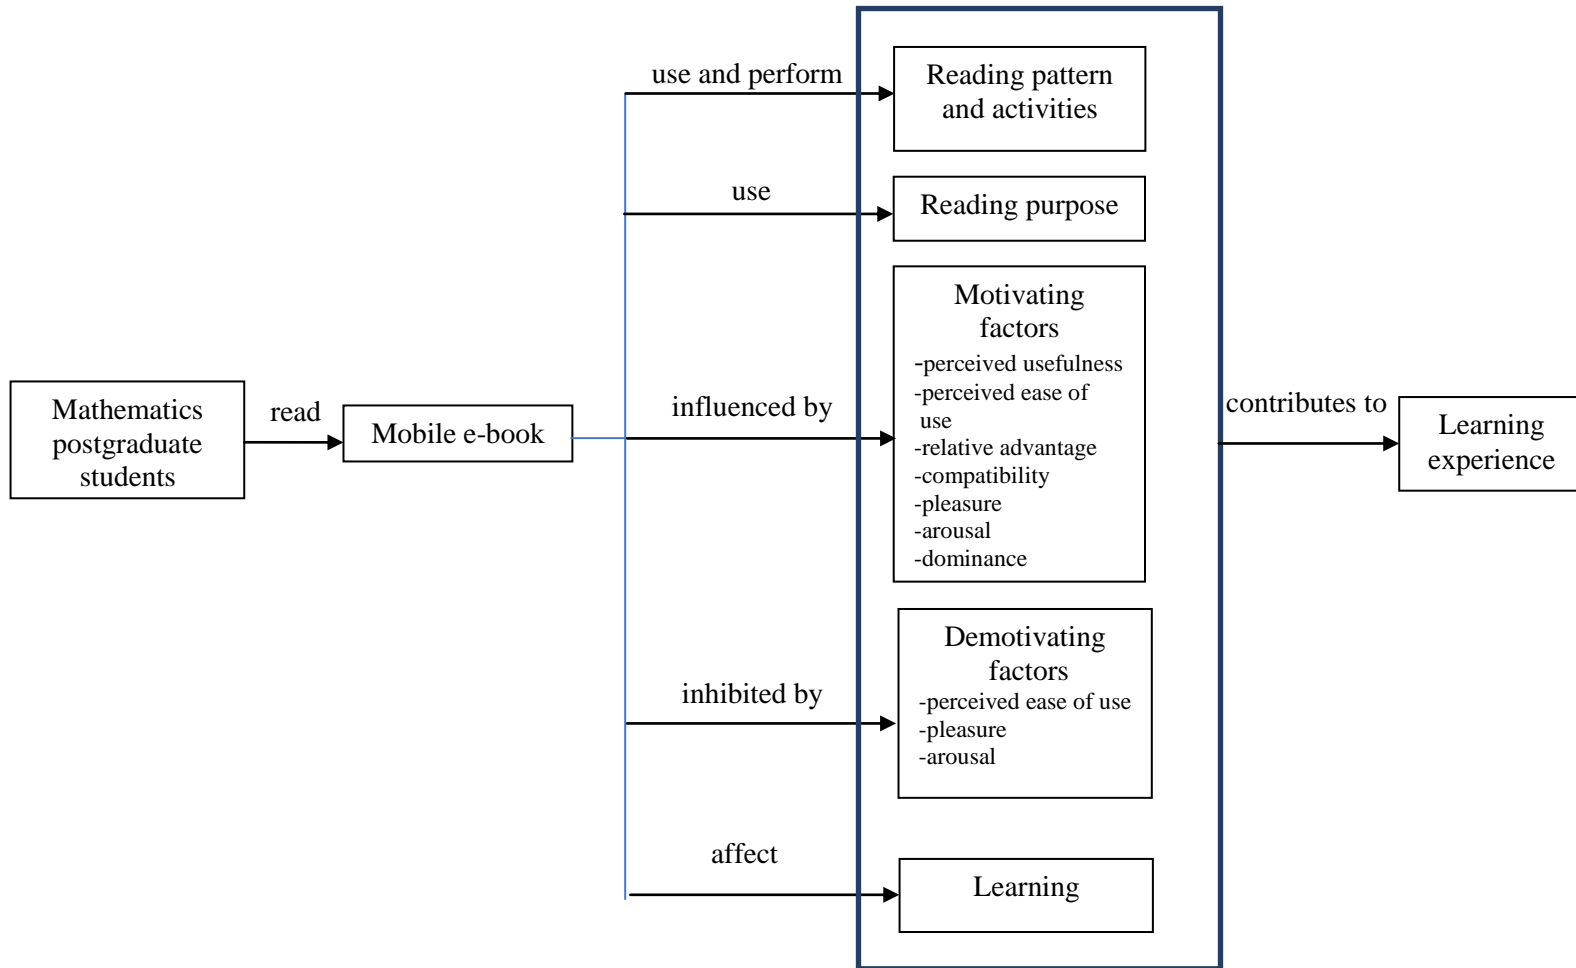 Mathematics
postgraduate
students
read
Mobile e-book
use and perform
Reading pattern
and activities
use
Reading purpose
influenced by
Motivating
factors
-perceived usefulness
-perceived ease of
use
-relative advantage
-compatibility
-pleasure
-arousal
-dominance
inhibited by
Demotivating
factors
-perceived ease of use
-pleasure
-arousal
affect
Learning
contributes to
Learning
experience